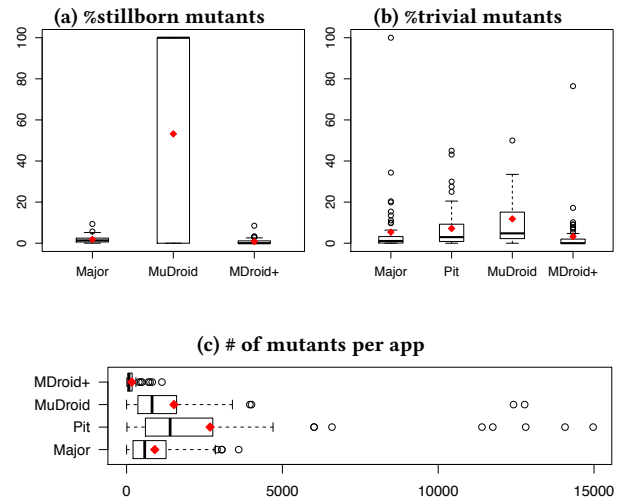 (a) %stillborn mutants
(b) %trivial mutants
100
80
60
40
20
0
Major MuDroid MDroid+
100
80
60
40
20
0
Major Pit MuDroid MDroid+
(c) # of mutants per app
MDroid+
MuDroid
Pit
Major
0 5000 10000 15000